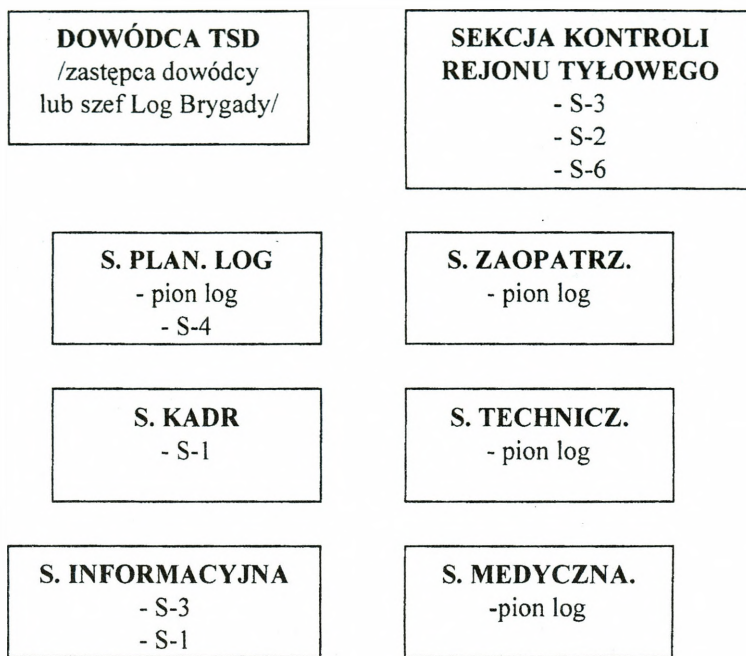 DOWÓDCA TSD
/zastępca dowódcy
lub szef Log Brygady/
SEKCJA KONTROLI
REJONU TYŁOWEGO
- S-3
- S-2
- S-6
S. PLAN. LOG
- pion log
- S-4
S. ZAOPATRZ.
- pion log
S. KADR
- S-1
S. TECHNICZ.
- pion log
S. INFORMACYJNA
- S-3
- S-1
S. MEDYCZNA.
-pion log